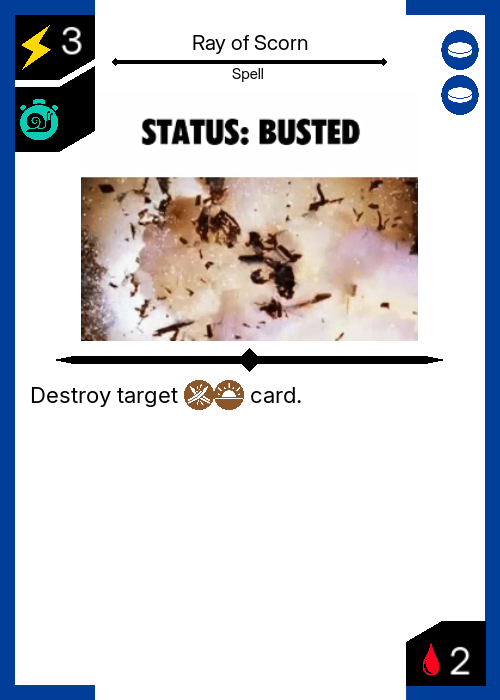 3
Ray of Scorn
Spell
STATUS: BUSTED
Destroy target card.
2